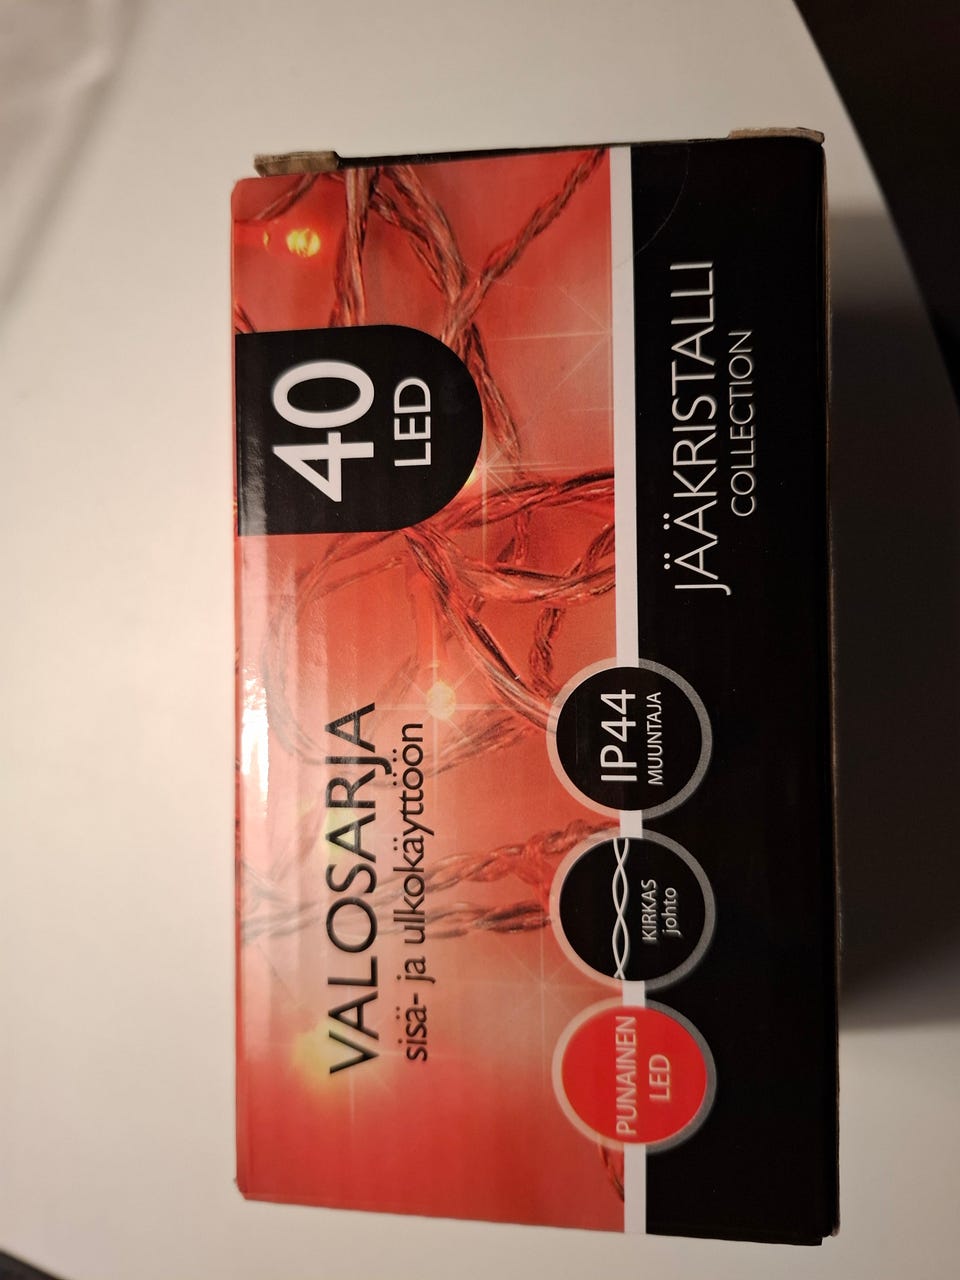 VALOSARJA
sisä- ja ulkokäyttöön
40
LED
PUNAINEN
LED
KIRKAS
johto
IP44
MUUNTAJA
JÄÄKRISTALLI
COLLECTION